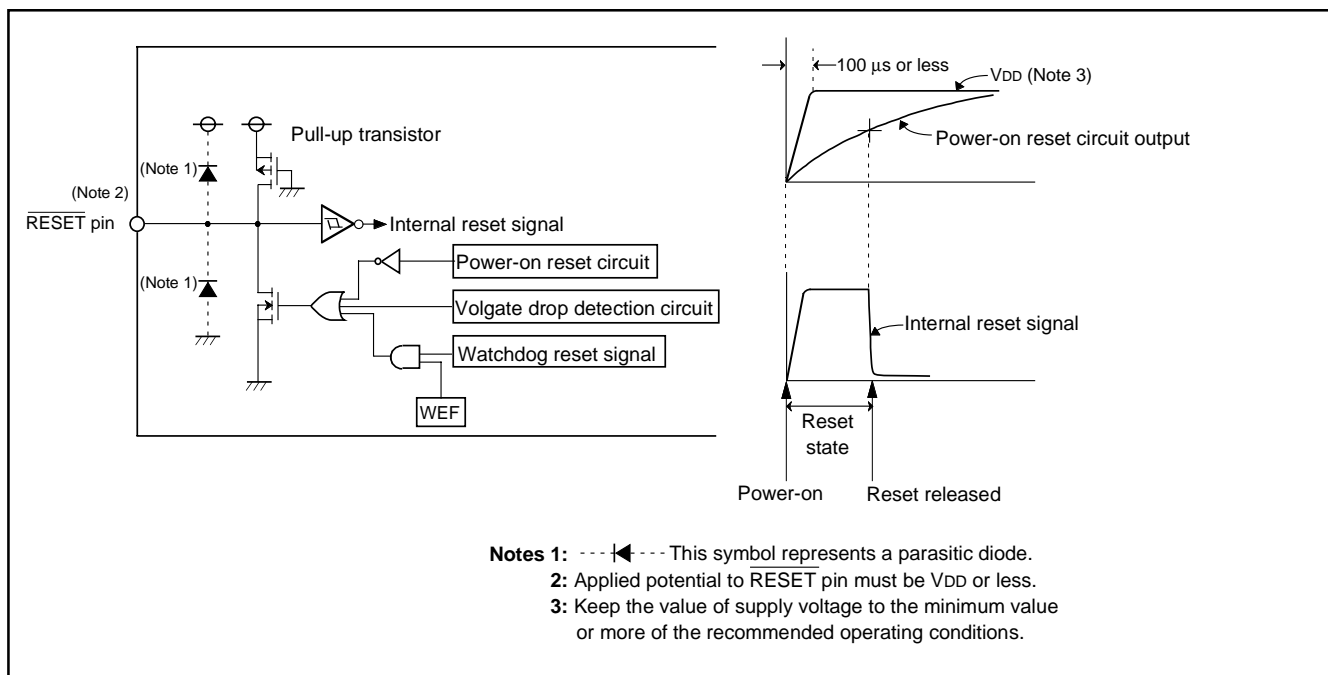 Pull-up transistor
(Note 1)
(Note 2)
RESET pin
Internal reset signal
Power-on reset circuit
(Note 1)
Volgate drop detection circuit
Watchdog reset signal
WEF
100 μs or less
VDD (Note 3)
Power-on reset circuit output
Internal reset signal
Reset
state
Power-on
Reset released
Notes 1: This symbol represents a parasitic diode.
2: Applied potential to RESET pin must be VDD or less.
3: Keep the value of supply voltage to the minimum value
or more of the recommended operating conditions.